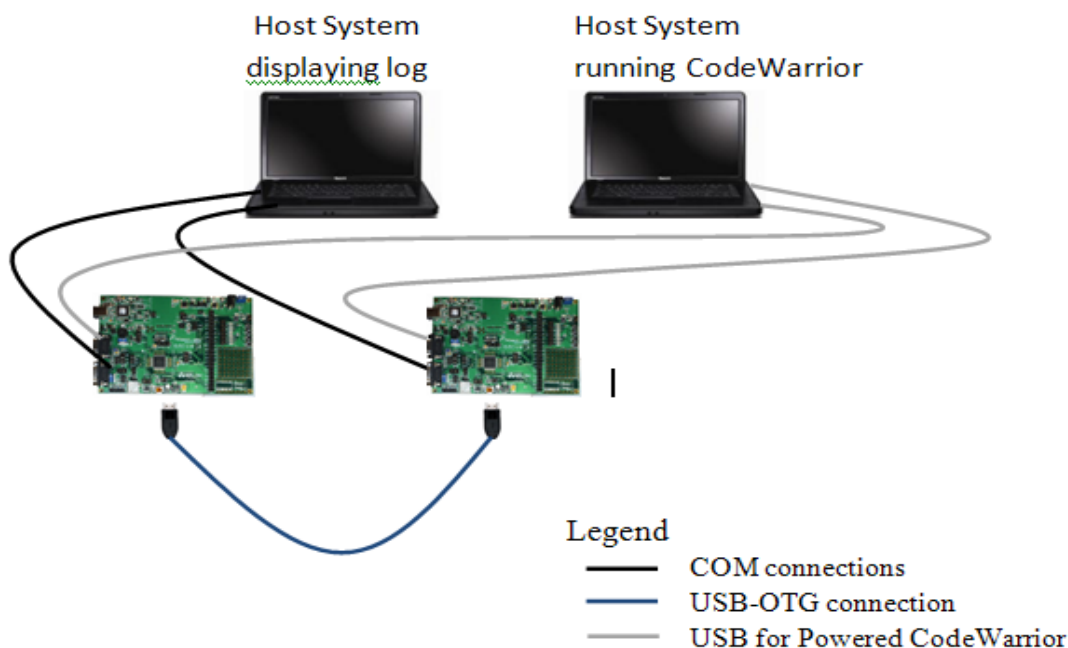 Host System
displaying log
Host System
running CodeWarrior
Legend
COM connections
USB-OTG connection
USB for Powered CodeWarrior